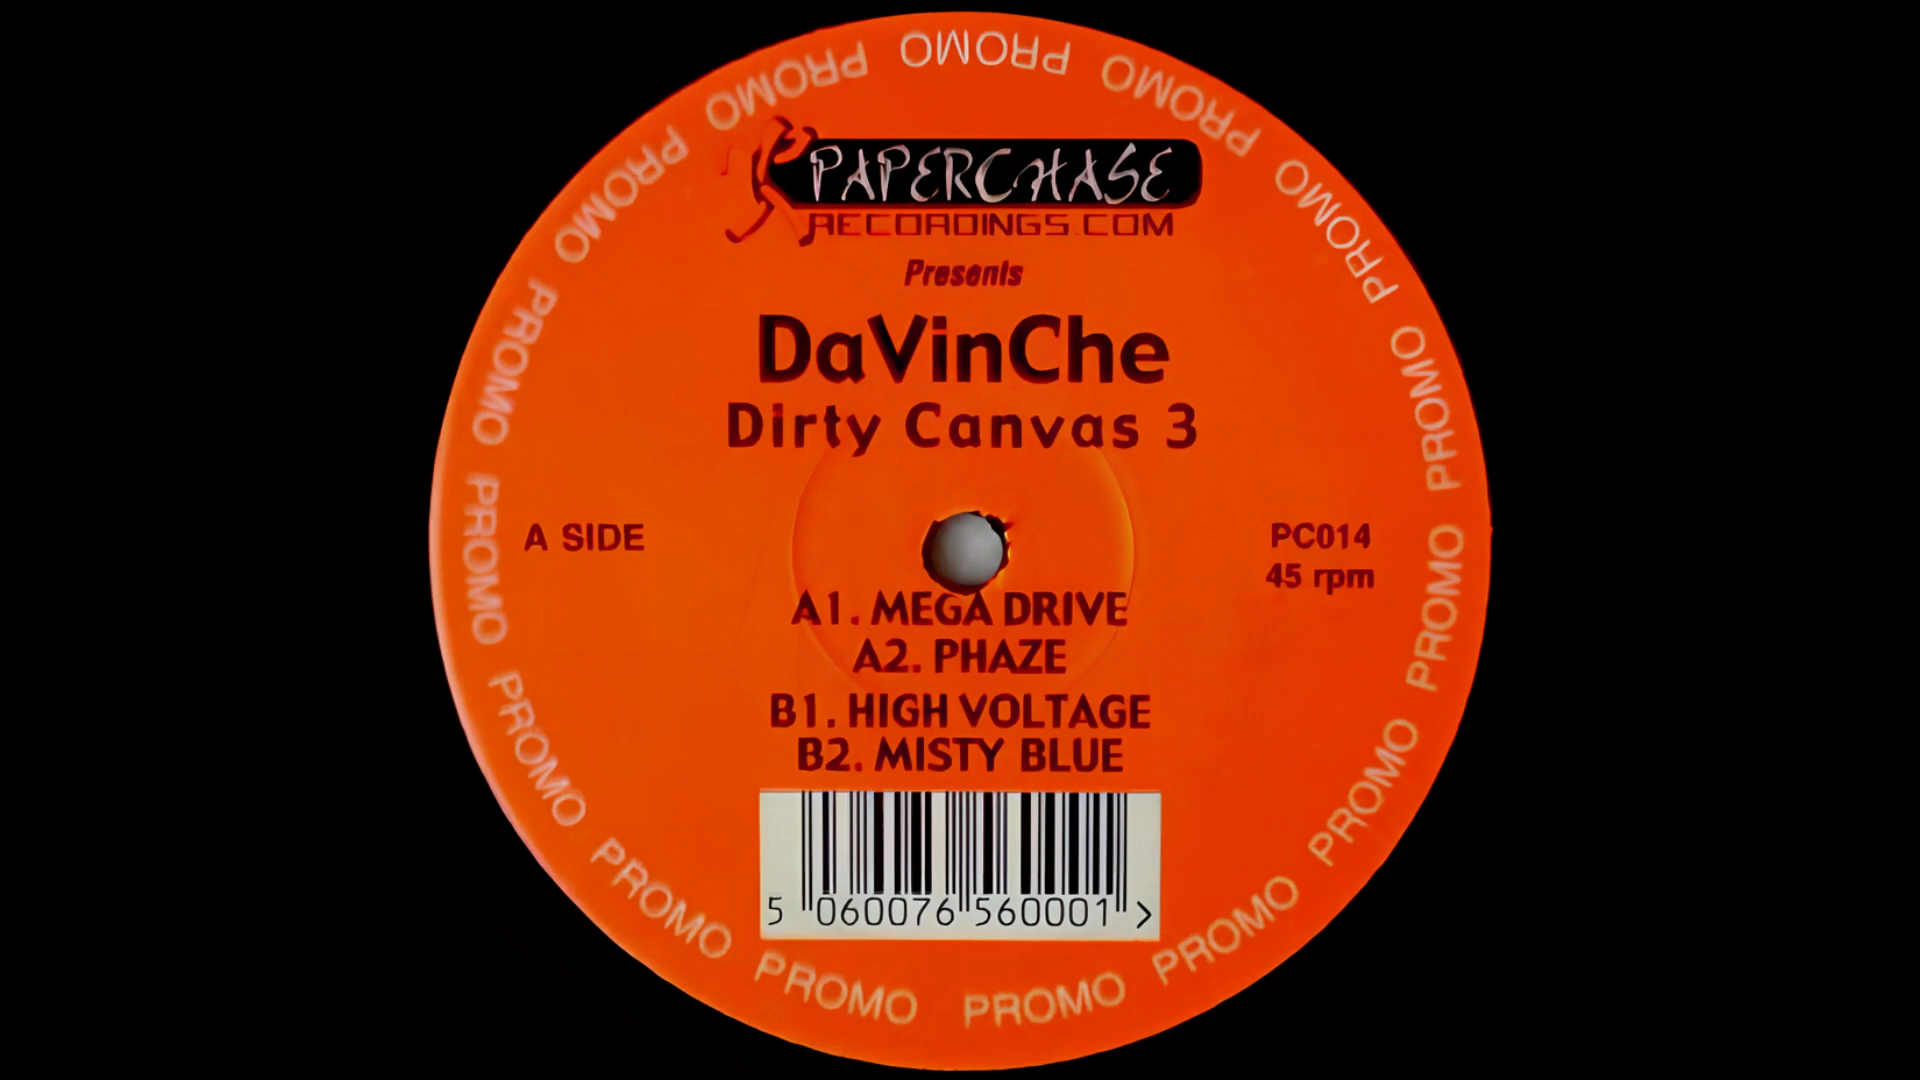 PROMO PROMO PROMO PROMO PROMO PROMO PROMO PROMO PROMO PROMO PROMO PROMO PROMO PROMO PROMO
PAPERCHASE
RECORDINGS.COM
Presents
DaVinChe
Dirty Canvas 3
A SIDE
PC014
45 rpm
A1. MEGA DRIVE
A2. PHAZE
B1. HIGH VOLTAGE
B2. MISTY BLUE
5 060076 560001 >